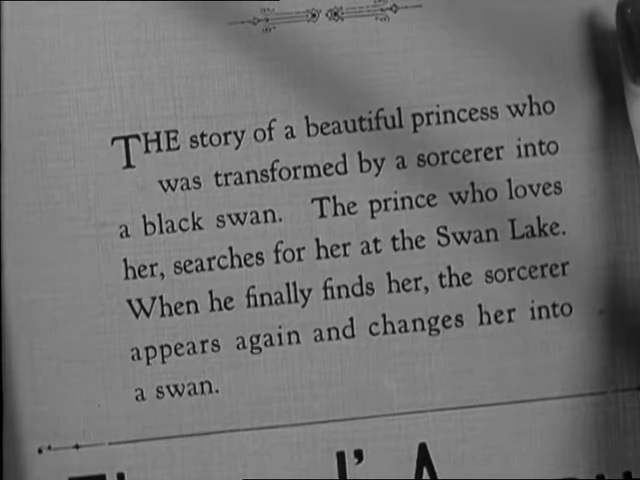 THE story of a beautiful princess who
was transformed by a sorcerer into
a black swan. The prince who loves
her, searches for her at the Swan Lake.
When he finally finds her, the sorcerer
appears again and changes her into
a swan.